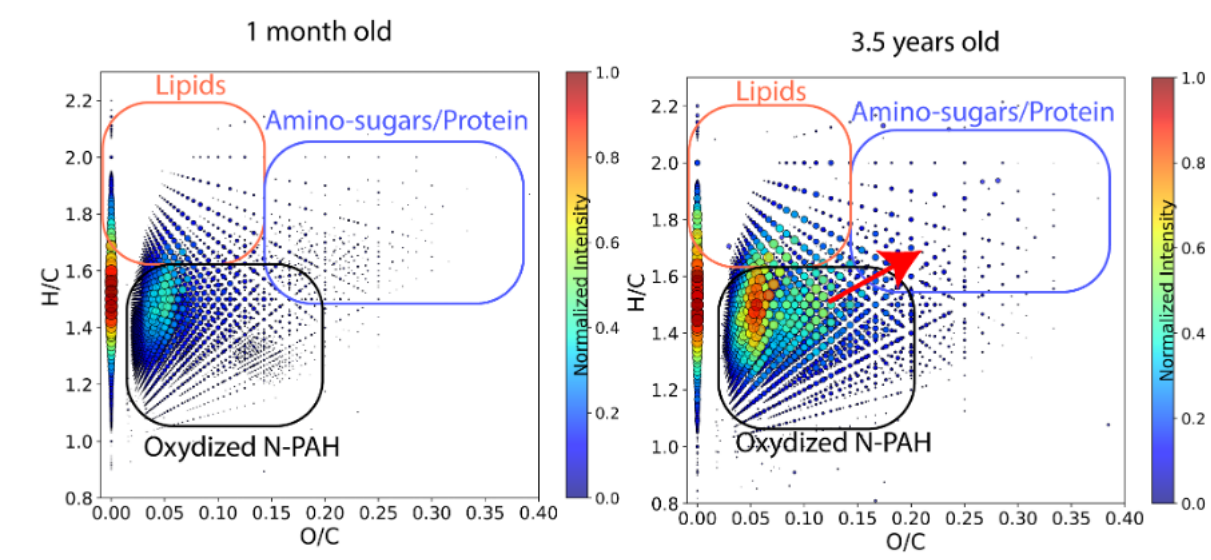 1 month old
Lipids
Amino-sugars/Protein
Oxydized N-PAH
H/C
2.2
2.0
1.8
1.6
1.4
1.2
1.0
0.8
0.00 0.05 0.10 0.15 0.20 0.25 0.30 0.35 0.40
O/C
Normalized Intensity
1.0
0.8
0.6
0.4
0.2
0.0
3.5 years old
Lipids
Amino-sugars/Protein
Oxydized N-PAH
H/C
2.2
2.0
1.8
1.6
1.4
1.2
1.0
0.8
0.00 0.05 0.10 0.15 0.20 0.25 0.30 0.35 0.40
O/C
Normalized Intensity
1.0
0.8
0.6
0.4
0.2
0.0